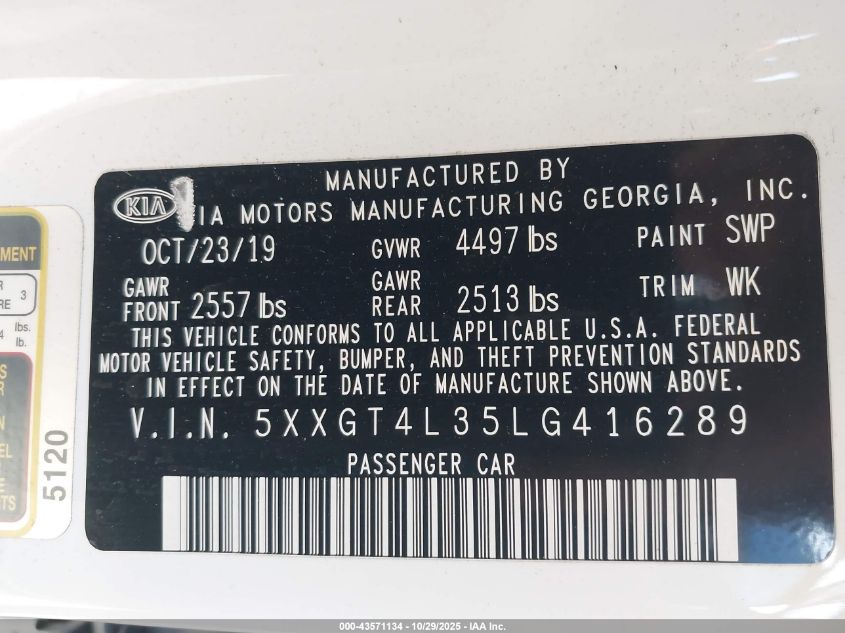 MANUFACTURED BY
KIA IA MOTORS MANUFACTURING GEORGIA, INC.
OCT/23/19 GVWR 4497 lbs PAINT SWP
GAWR FRONT 2557 lbs GAWR REAR 2513 lbs TRIM WK
THIS VEHICLE CONFORMS TO ALL APPLICABLE U.S.A. FEDERAL
MOTOR VEHICLE SAFETY, BUMPER, AND THEFT PREVENTION STANDARDS
IN EFFECT ON THE DATE OF MANUFACTURE SHOWN ABOVE.
V.I.N. 5XXGT4L35LG416289
PASSENGER CAR
3
lbs.
lb.
5120
000-43571134 - 10/29/2025 - IAA Inc.